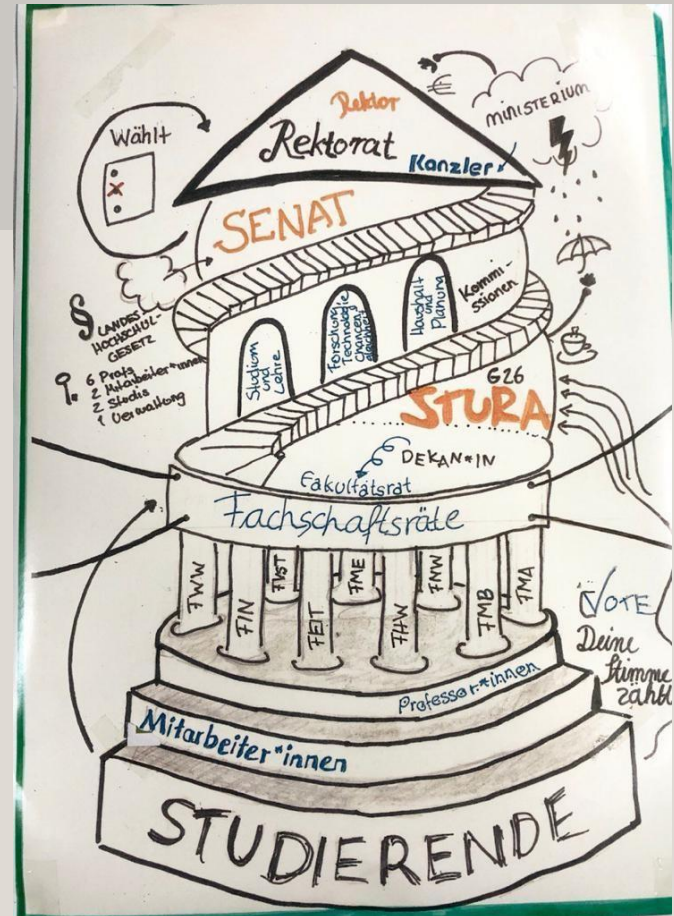 Rektor
Rektorat
Kanzler
€
MINISTERIUM
Wählt
X
SENAT
§ LANDES-
HOCHSCHUL-
GESETZ
6 Profs
2 Mitarbeiter*innen
2 Studis
1 Verwaltung
Studium
und
Lehre
Forschung
Technologie
chancen
gleichheit
Haushalt
und
Planung
Kommi-
ssionen
G26
STURA
DEKAN*IN
Fakultätsrat
Fachschaftsräte
FWW
FIN
FVST
FEIT
FME
FHW
FNW
FMB
FMA
VOTE
Deine
Stimme
zählt
Professor*innen
Mitarbeiter*innen
STUDIERENDE